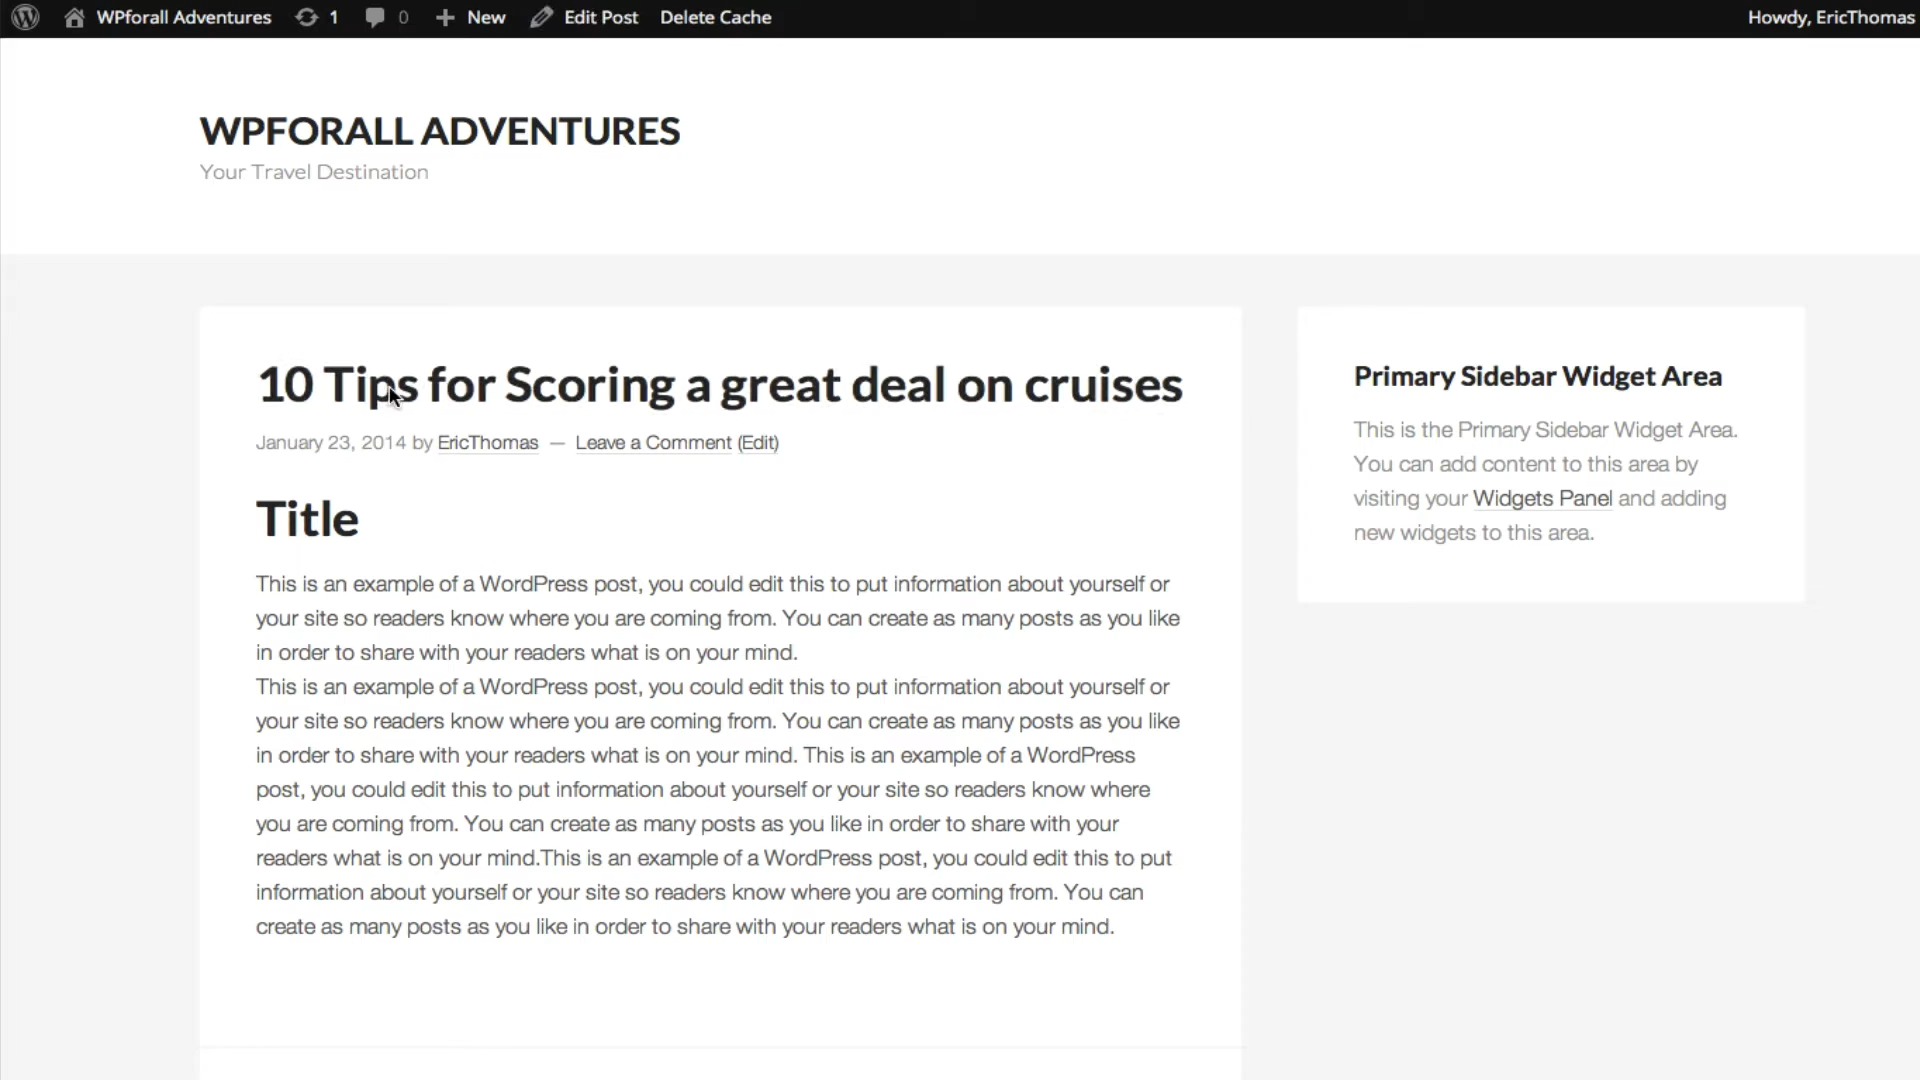 WPforall Adventures 1 0 New Edit Post Delete Cache Howdy, EricThomas
WPFORALL ADVENTURES
Your Travel Destination
10 Tips for Scoring a great deal on cruises
January 23, 2014 by EricThomas — Leave a Comment (Edit)
Title
This is an example of a WordPress post, you could edit this to put information about yourself or
your site so readers know where you are coming from. You can create as many posts as you like
in order to share with your readers what is on your mind.
This is an example of a WordPress post, you could edit this to put information about yourself or
your site so readers know where you are coming from. You can create as many posts as you like
in order to share with your readers what is on your mind. This is an example of a WordPress
post, you could edit this to put information about yourself or your site so readers know where
you are coming from. You can create as many posts as you like in order to share with your
readers what is on your mind.This is an example of a WordPress post, you could edit this to put
information about yourself or your site so readers know where you are coming from. You can
create as many posts as you like in order to share with your readers what is on your mind.
Primary Sidebar Widget Area
This is the Primary Sidebar Widget Area.
You can add content to this area by
visiting your Widgets Panel and adding
new widgets to this area.